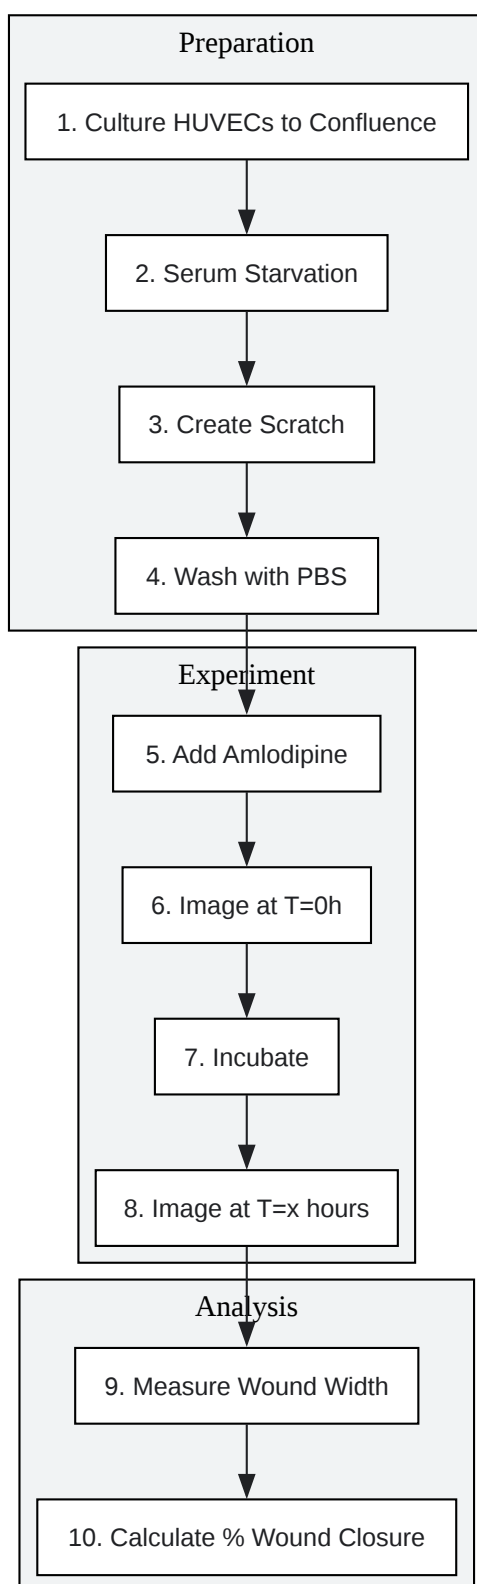 Preparation
1. Culture HUVECs to Confluence
2. Serum Starvation
3. Create Scratch
4. Wash with PBS
Experiment
5. Add Amlodipine
6. Image at T=0h
7. Incubate
8. Image at T=x hours
Analysis
9. Measure Wound Width
10. Calculate % Wound Closure